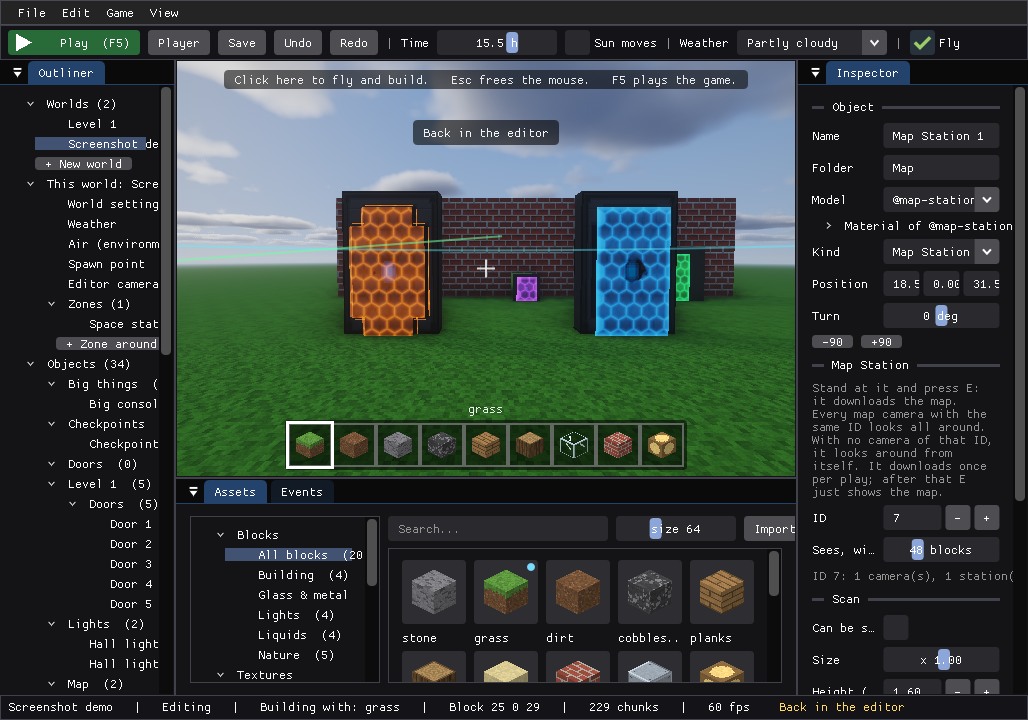 File Edit Game View
Play (F5) Player Save Undo Redo | Time 15.5 h Sun moves | Weather Partly cloudy | Fly
Outliner
Worlds (2)
Level 1
Screenshot de
+ New world
This world: Scre
World setting
Weather
Air (environm
Spawn point
Editor camera
Zones (1)
Space stat
+ Zone around
Objects (34)
Big things (
Big consol
Checkpoints
Checkpoint
Doors (0)
Level 1 (5)
Doors (5)
Door 1
Door 2
Door 3
Door 4
Door 5
Lights (2)
Hall light
Hall light
Map (2)
Click here to fly and build. Esc frees the mouse. F5 plays the game.
Back in the editor
grass
Assets Events
Blocks
All blocks (20
Building (4)
Glass & metal
Lights (4)
Liquids (4)
Nature (5)
Textures
Search... size 64 Import
stone grass dirt cobbles.. planks
Inspector
Object
Name Map Station 1
Folder Map
Model @map-station
Material of @map-station
Kind Map Station
Position 18.5 0.00 31.5
Turn 0 deg
-90 +90
Map Station
Stand at it and press E:
it downloads the map.
Every map camera with the
same ID looks all around.
With no camera of that ID,
it looks around from
itself. It downloads once
per play; after that E
just shows the map.
ID 7 - +
Sees, wi… 48 blocks
ID 7: 1 camera(s), 1 station(
Scan
Can be s…
Size x 1.00
Height ( 1.60 - +
Screenshot demo | Editing | Building with: grass | Block 25 0 29 | 229 chunks | 60 fps Back in the editor